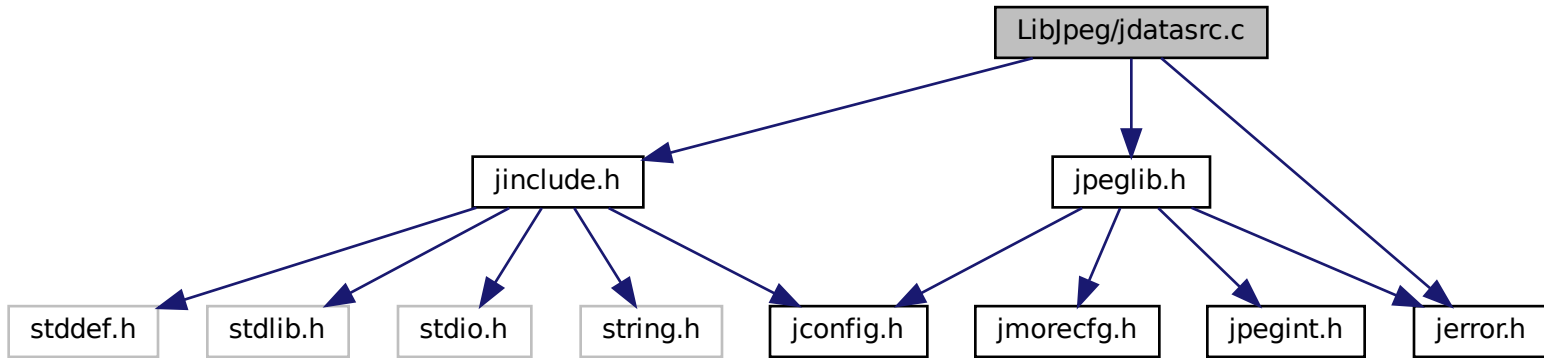 LibJpeg/jdatasrc.c
jinclude.h
jpeglib.h
stddef.h
stdlib.h
stdio.h
string.h
jconfig.h
jmorecfg.h
jpegint.h
jerror.h